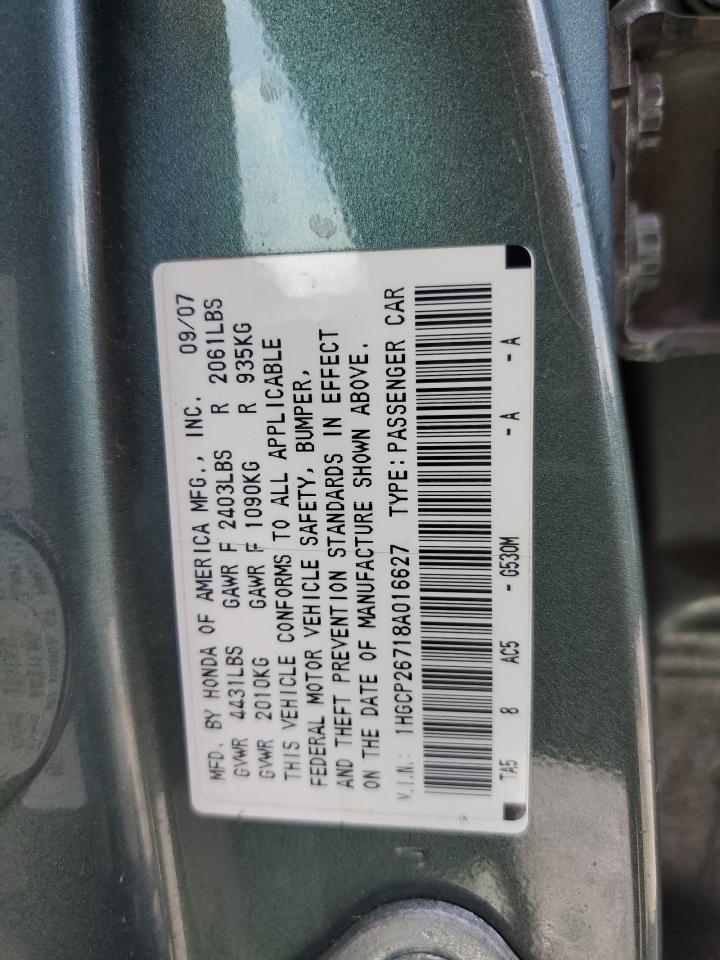 MFD. BY HONDA OF AMERICA MFG., INC. 09/07
GVWR 4431LBS GAWR F 2403LBS R 2061LBS
GVWR 2010KG GAWR F 1090KG R 935KG
THIS VEHICLE CONFORMS TO ALL APPLICABLE
FEDERAL MOTOR VEHICLE SAFETY, BUMPER,
AND THEFT PREVENTION STANDARDS IN EFFECT
ON THE DATE OF MANUFACTURE SHOWN ABOVE.
V.I.N.: 1HGCP26718A016627 TYPE: PASSENGER CAR
TA5 8 AC5 - G530M - A - A